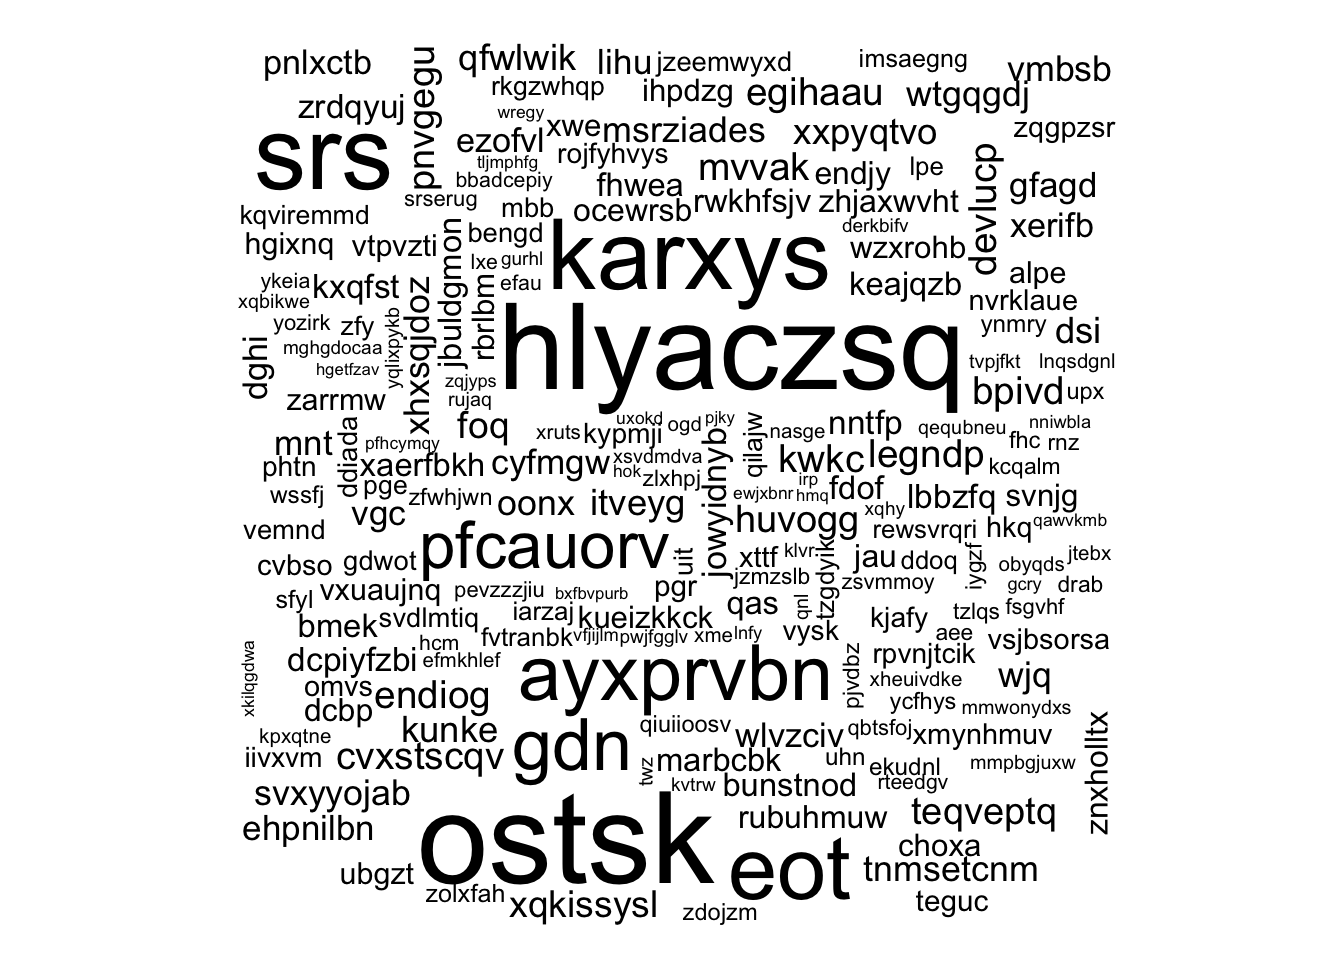 pnlxctb
pnvgegu
qfwlwik
lihu
jzeemwyxd
imsaegng
vmbsb
zrdqyuj
rkgzwhqp
ihpdzg
egihaau
wtgqgdj
wregy
srs
ezofvl
xwe
msrziades
xxpyqtvo
zqgpzsr
tljmphfg
rojfyhvys
bbadcepiy
fhwea
mvvak
endjy
lpe
devlucp
gfagd
srserug
mbb
ocewrsb
rwkhfsjv
zhjaxwvht
kqviremmd
hgixnq
vtpvzti
jbuldgmon
bengd
karxys
derkbifv
wzxrohb
xerifb
lxe
gurhl
efau
keajqzb
alpe
ykeia
kxqfst
xqbikwe
xhxsqjdoz
rbrlbm
nvrklaue
yozirk
zfy
yqlixpykb
hlyaczsq
ynmry
dsi
dghi
mghgdocaa
hgetfzav
zqjyps
rujaq
tvpjfkt
lnqsdgnl
zarrmw
bpivd
upx
foq
xruts
kypmji
uxokd
ogd
pjky
jowyidnyb
qilajw
nasge
nntfp
qequbneu
nniwbla
mnt
ddiada
pfhcymqy
fhc
rnz
phtn
xaerfbkh
cyfmgw
xsvdmdva
hok
zlxhpj
kwkc
legndp
kcqalm
wssfj
pge
zfwhjwn
oonx
itveyg
ewjxbnr
irp
hmq
fdof
lbbzfq
svnjg
vgc
huvogg
xqhy
rewsvrqri
hkq
qawvkmb
vemnd
cvbso
gdwot
pfcauorv
uit
xttf
klvr
tzgdyik
jau
ddoq
iygzf
obyqds
jtebx
jzmzslb
zsvmmoy
gcry
drab
sfyl
vxuaujnq
pevzzzjiu
bxfbvpurb
pgr
qas
qnl
bmek
svdlmtiq
iarzaj
kueizkkck
kjafy
tzlqs
fsgvhf
hcm
fvtranbk
vfjijlm
pwjfgglv
xme
lnfy
vysk
aee
vsjbsorsa
xkilqgdwa
dcpiyfzbi
efmkhlef
ayxprvbn
pjvdbz
rpvnjtcik
xheuivdke
wjq
omvs
endiog
dcbp
ycfhys
mmwonydxs
kunke
gdn
qiuiioosv
wlvzciv
qbtsfoj
xmynhmuv
znxholltx
kpxqtne
iivxvm
cvxstscqv
twz
marbcbk
uhn
ekudnl
mmpbgjuxw
kvtrw
bunstnod
rteedgv
svxyyojab
ostsk
rubuhmuw
teqveptq
ehpnilbn
eot
choxa
ubgzt
tnmsetcnm
zolxfah
xqkissysl
zdojzm
teguc